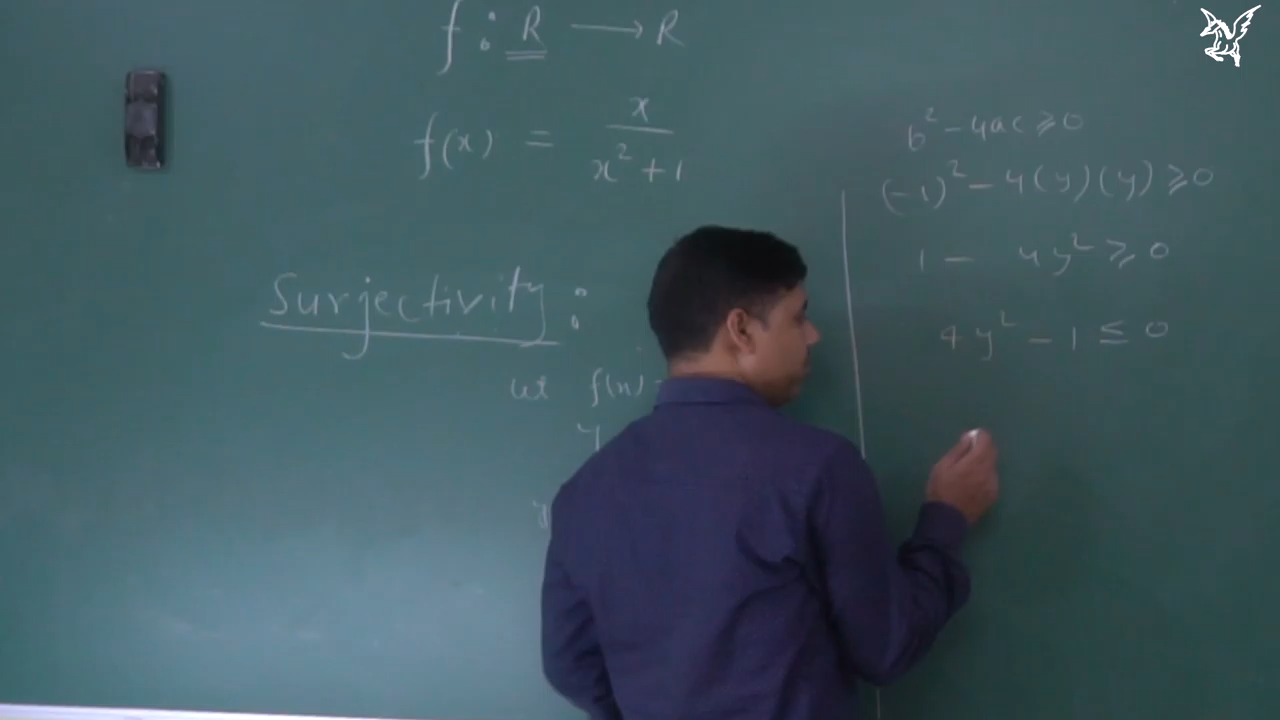 f : R → R
f(x) = x / x² + 1
Surjectivity :
let f(x)
y
b² - 4ac ⩾ 0
(-1)² - 4(y)(y) ⩾ 0
1 - 4y² ⩾ 0
4y² - 1 ≤ 0